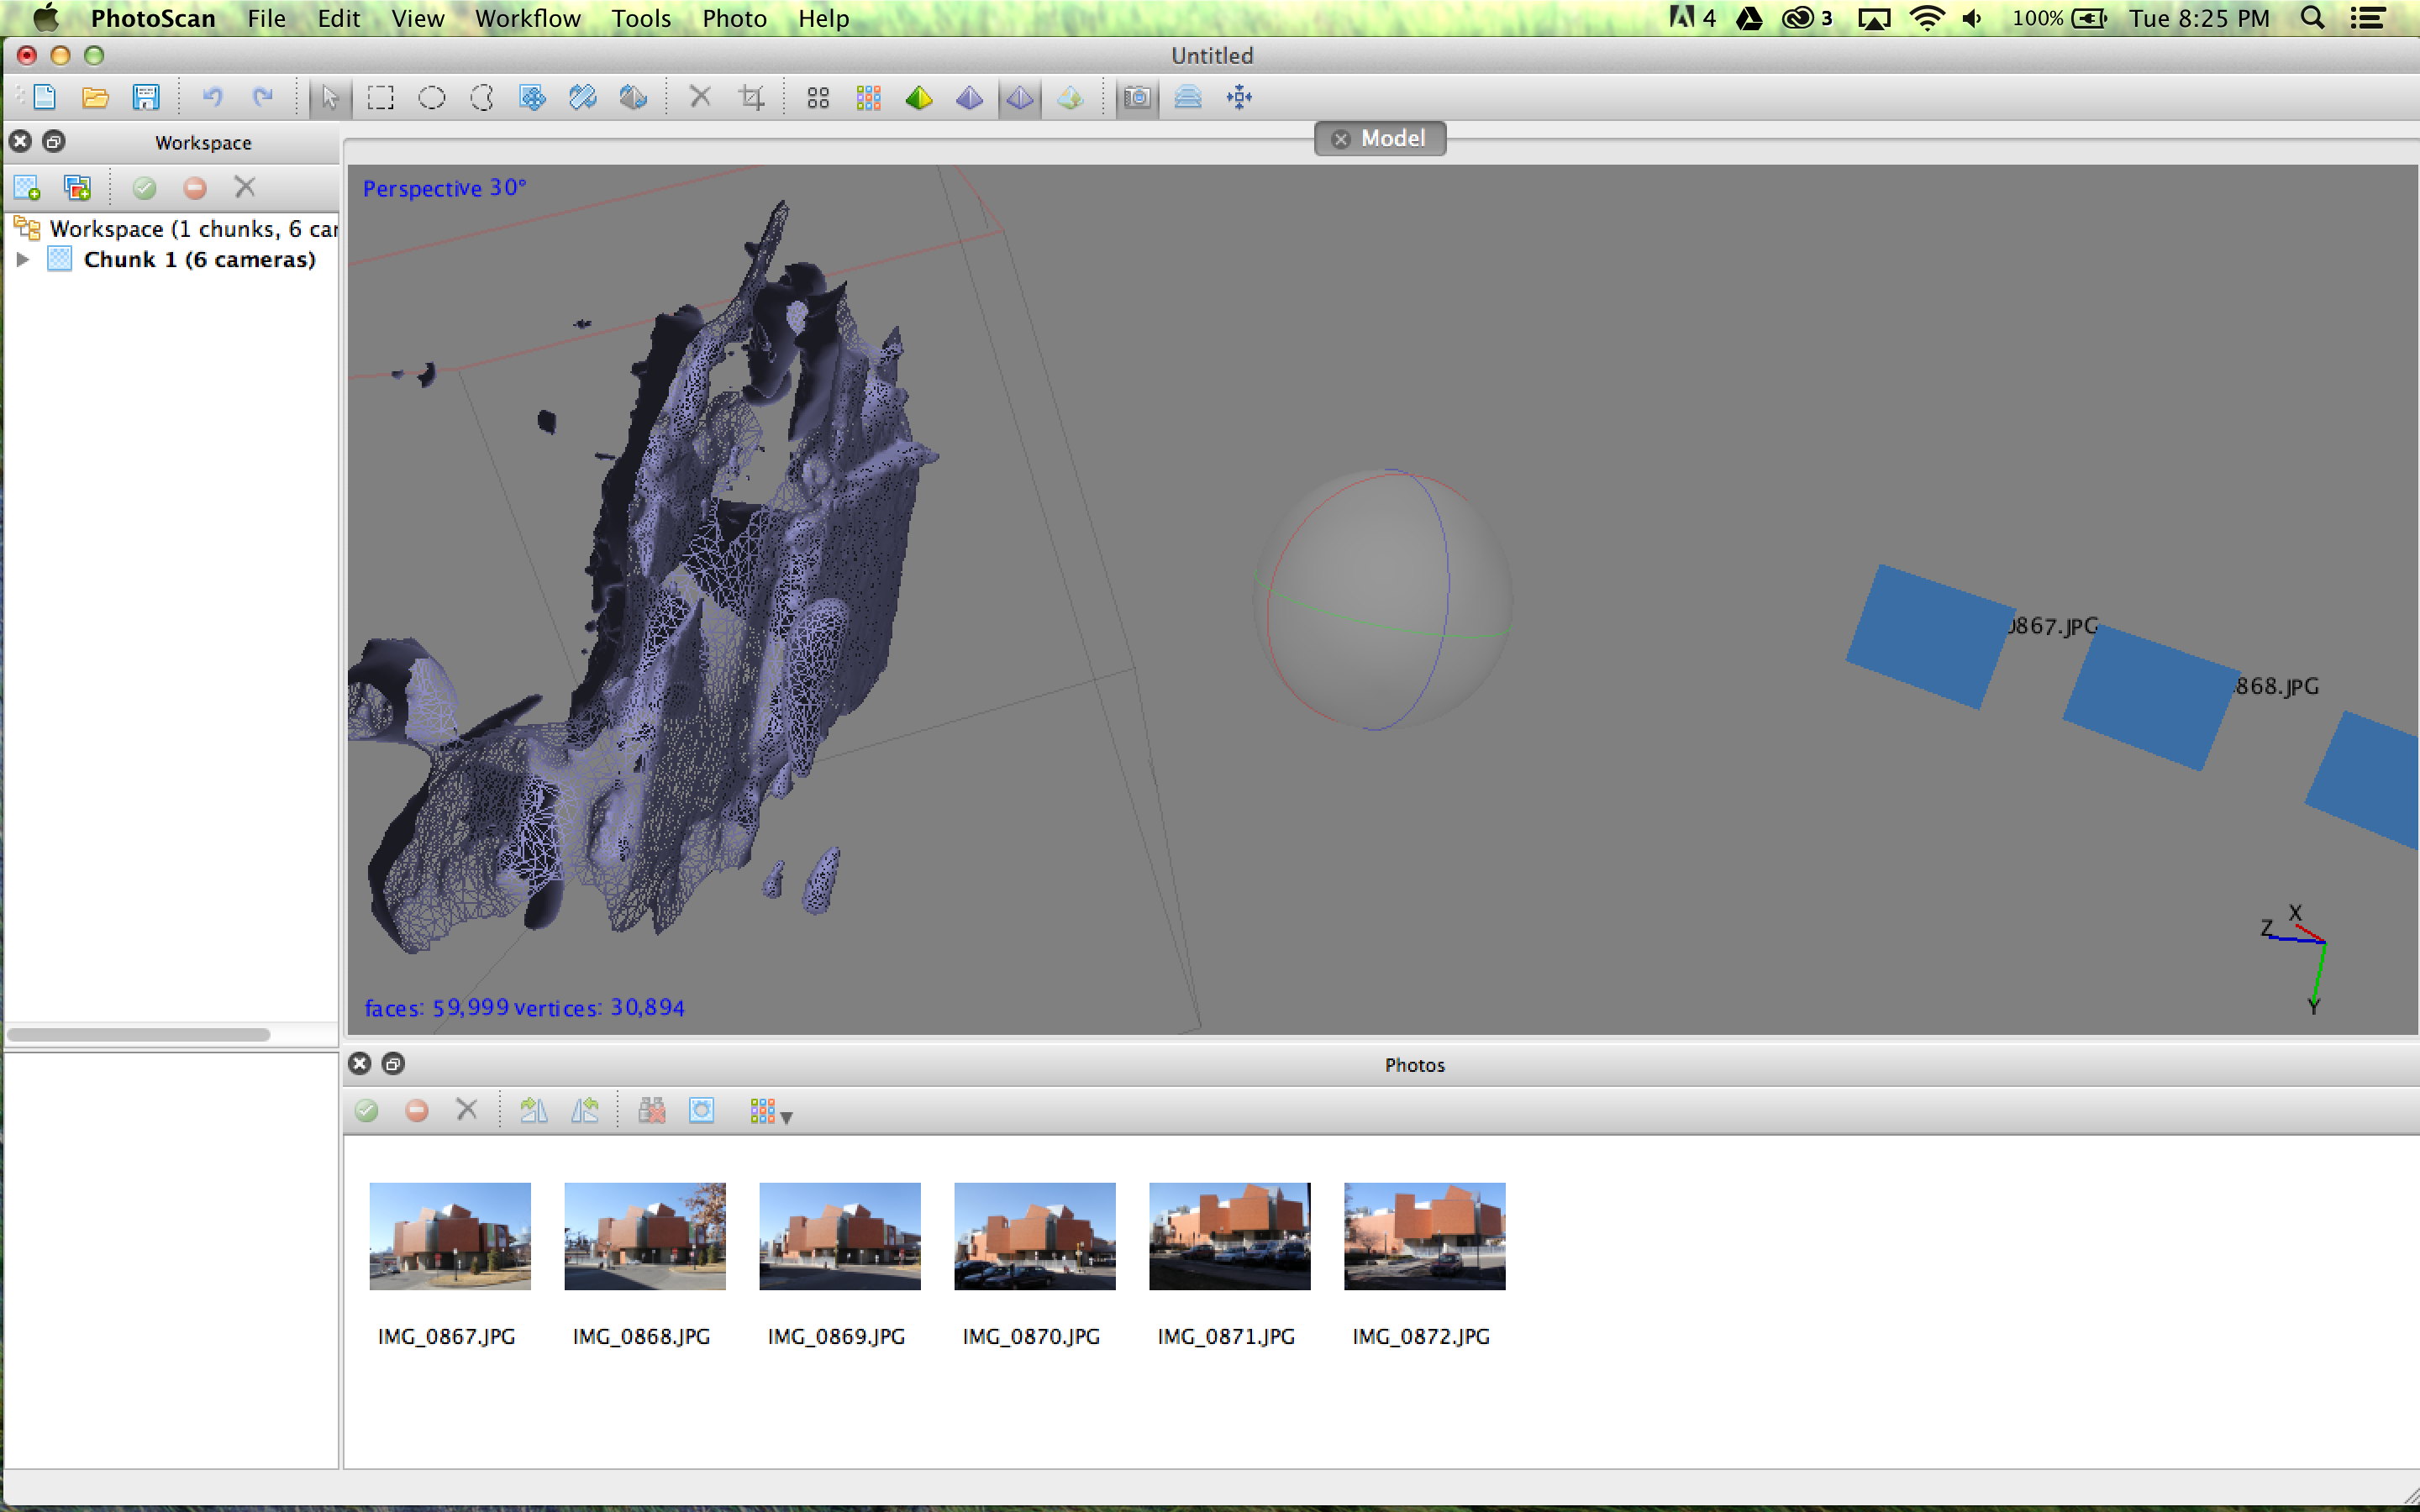 PhotoScan File Edit View Workflow Tools Photo Help 4 3 100% Tue 8:25 PM
Untitled
Workspace
Model
Workspace (1 chunks, 6 car
Chunk 1 (6 cameras)
Perspective 30°
0867.JPG
868.JPG
X
Z
Y
faces: 59,999 vertices: 30,894
Photos
IMG_0867.JPG IMG_0868.JPG IMG_0869.JPG IMG_0870.JPG IMG_0871.JPG IMG_0872.JPG